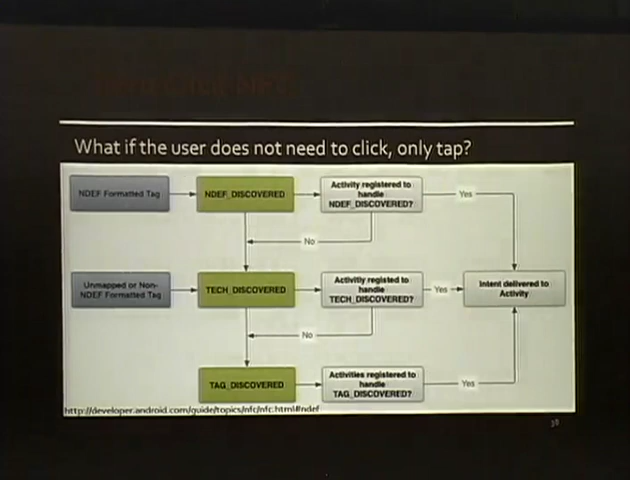 What if the user does not need to click, only tap?
NDEF Formatted Tag
NDEF_DISCOVERED
Activity registered to
handle
NDEF_DISCOVERED?
Yes
No
Unmapped or Non-
NDEF Formatted Tag
TECH_DISCOVERED
Activitiy registed to
handle
TECH_DISCOVERED?
Yes
Intent delivered to
Activity
No
TAG_DISCOVERED
Activities registered to
handle
TAG_DISCOVERED?
Yes
http://developer.android.com/guide/topics/nfc/nfc.html#ndef
38